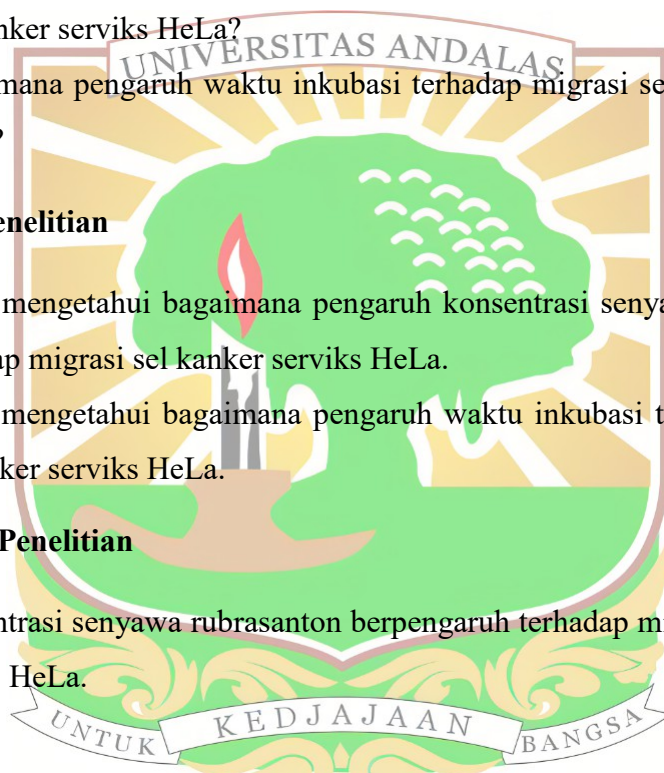 nker serviks HeLa?
UNIVERSITAS ANDALAS
mana pengaruh waktu inkubasi terhadap migrasi se
?
enelitian
mengetahui bagaimana pengaruh konsentrasi senya
ap migrasi sel kanker serviks HeLa.
mengetahui bagaimana pengaruh waktu inkubasi t
ker serviks HeLa.
Penelitian
ntrasi senyawa rubrasanton berpengaruh terhadap mi
HeLa.
UNTUK KEDJAJAAN BANGSA